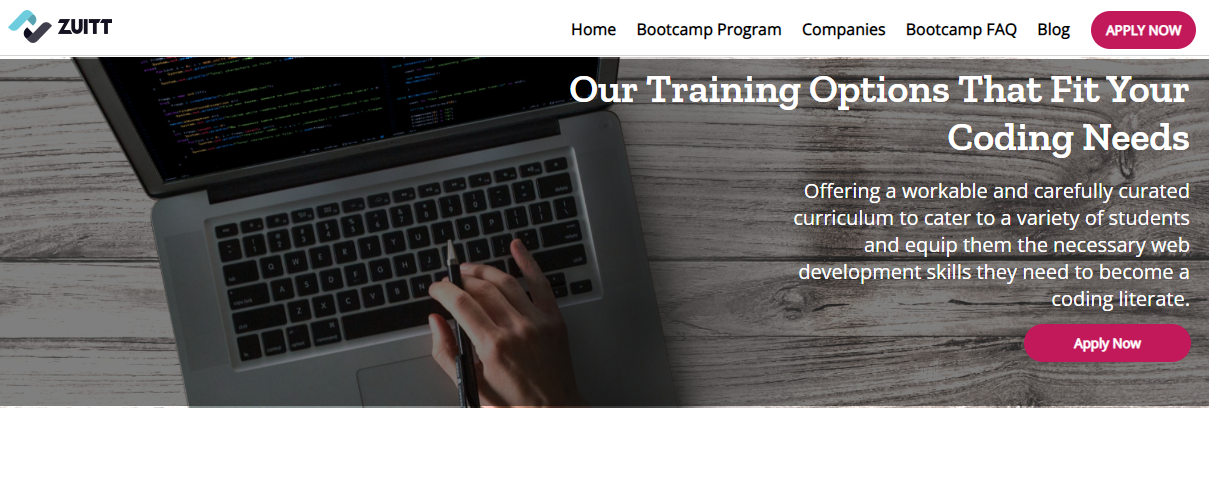 ZUITT
Home Bootcamp Program Companies Bootcamp FAQ Blog APPLY NOW
Our Training Options That Fit Your
Coding Needs
Offering a workable and carefully curated
curriculum to cater to a variety of students
and equip them the necessary web
development skills they need to become a
coding literate.
Apply Now